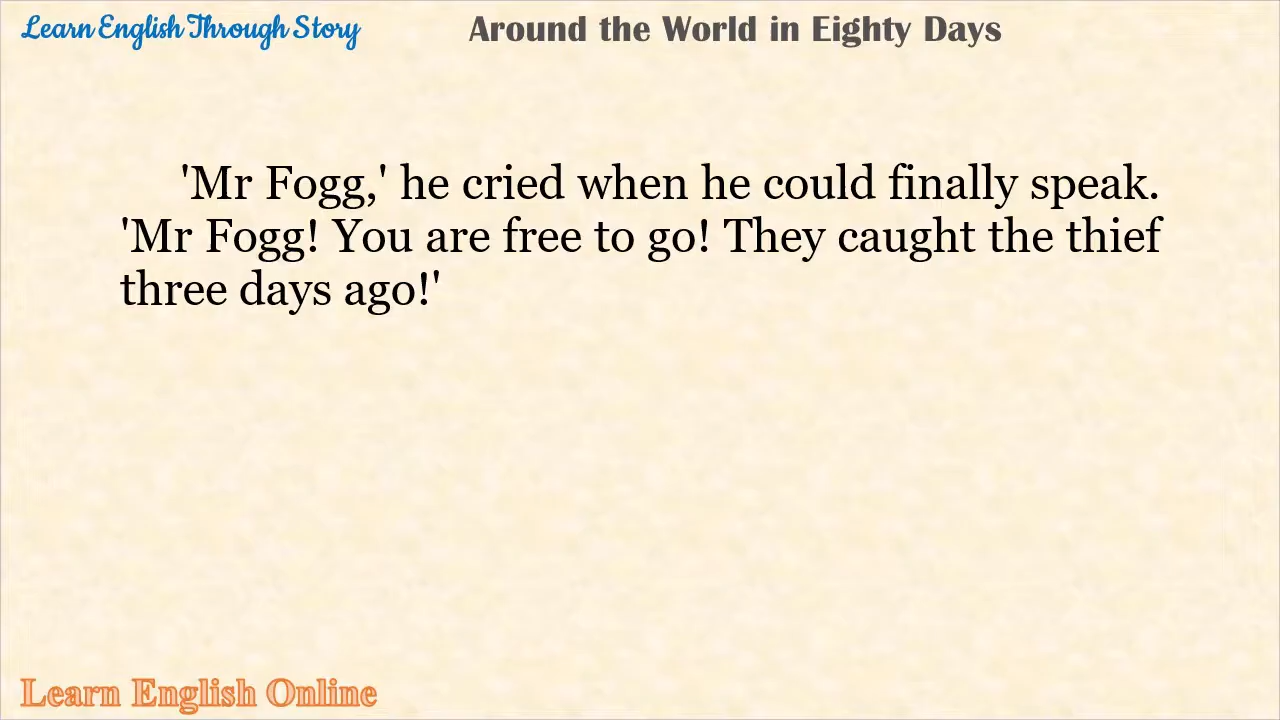 Learn English Through Story
Around the World in Eighty Days
'Mr Fogg,' he cried when he could finally speak.
'Mr Fogg! You are free to go! They caught the thief
three days ago!'
Learn English Online